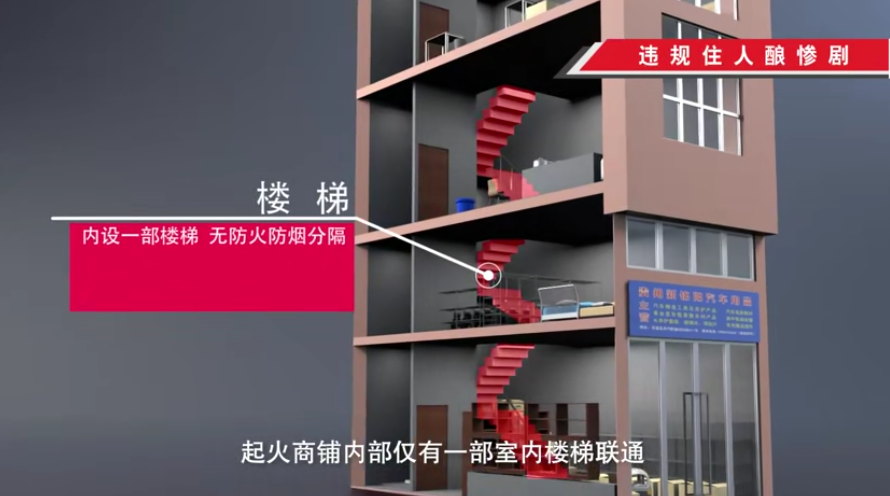 违规住人酿惨剧
楼梯
内设一部楼梯 无防火防烟分隔
主营
起火商铺内部仅有一部室内楼梯联通